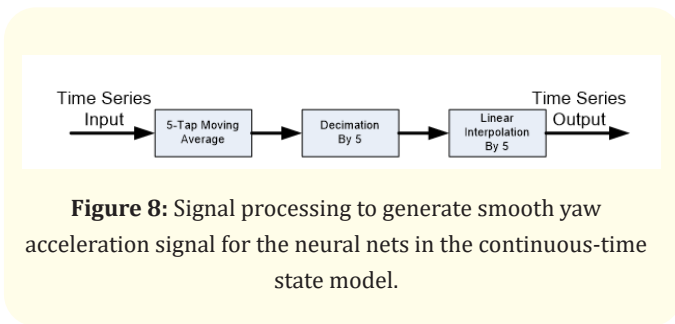 Time Series
Input
5-Tap Moving
Average
Decimation
By 5
Linear
Interpolation
By 5
Time Series
Output
Figure 8: Signal processing to generate smooth yaw
acceleration signal for the neural nets in the continuous-time
state model.